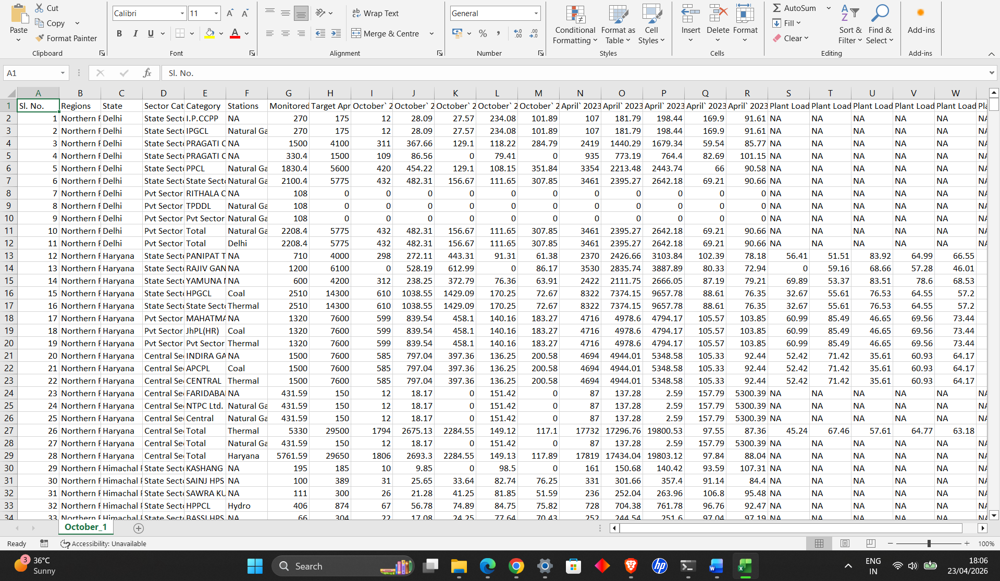 Paste
Cut
Copy
Format Painter
Clipboard
Calibri 11
B I U
A
Font
ab Wrap Text
Merge & Centre
Alignment
General
% , 
Number
Conditional Formatting
Format as Table
Cell Styles
Styles
Insert Delete Format
Cells
AutoSum
Fill
Clear
Sort & Filter
Find & Select
Editing
Add-ins
Add-ins
A1 fx Sl. No.
A B C D E F G H I J K L M N O P Q R S T U V W
1 Sl. No. Regions State Sector Cat Category Stations Monitored Target Apr October` 2 October` 2 October` 2 October` 2 October` 2 April` 2023 April` 2023 April` 2023 April` 2023 April` 2023 Plant Load Plant Load Plant Load Plant Load Plant Load Pla
2 1 Northern R Delhi State Secto I.P.CCPP NA 270 175 12 28.09 27.57 234.08 101.89 107 181.79 198.44 169.9 91.61 NA NA NA NA NA NA
3 2 Northern R Delhi State Secto IPGCL Natural Ga 270 175 12 28.09 27.57 234.08 101.89 107 181.79 198.44 169.9 91.61 NA NA NA NA NA NA
4 3 Northern R Delhi State Secto PRAGATI C NA 1500 4100 311 367.66 129.1 118.22 284.79 2419 1440.29 1679.34 59.54 85.77 NA NA NA NA NA NA
5 4 Northern R Delhi State Secto PRAGATI C NA 330.4 1500 109 86.56 0 79.41 0 935 773.19 764.4 82.69 101.15 NA NA NA NA NA NA
6 5 Northern R Delhi State Secto PPCL Natural Ga 1830.4 5600 420 454.22 129.1 108.15 351.84 3354 2213.48 2443.74 66 90.58 NA NA NA NA NA NA
7 6 Northern R Delhi State Secto State Secto Natural Ga 2100.4 5775 432 482.31 156.67 111.65 307.85 3461 2395.27 2642.18 69.21 90.66 NA NA NA NA NA NA
8 7 Northern R Delhi Pvt Sector RITHALA C NA 108 0 0 0 0 0 0 0 0 0 0 0 NA NA NA NA NA NA
9 8 Northern R Delhi Pvt Sector TPDDL Natural Ga 108 0 0 0 0 0 0 0 0 0 0 0 NA NA NA NA NA NA
10 9 Northern R Delhi Pvt Sector Pvt Sector Natural Ga 108 0 0 0 0 0 0 0 0 0 0 0 NA NA NA NA NA NA
11 10 Northern R Delhi Pvt Sector Total Natural Ga 2208.4 5775 432 482.31 156.67 111.65 307.85 3461 2395.27 2642.18 69.21 90.66 NA NA NA NA NA NA
12 11 Northern R Delhi Pvt Sector Total Delhi 2208.4 5775 432 482.31 156.67 111.65 307.85 3461 2395.27 2642.18 69.21 90.66 NA NA NA NA NA NA
13 12 Northern R Haryana State Secto PANIPAT T NA 710 4000 298 272.11 443.31 91.31 61.38 2370 2426.66 3103.84 102.39 78.18 56.41 51.51 83.92 64.99 66.55
14 13 Northern R Haryana State Secto RAJIV GAN NA 1200 6100 0 528.19 612.99 0 86.17 3530 2835.74 3887.89 80.33 72.94 0 59.16 68.66 57.28 46.01
15 14 Northern R Haryana State Secto YAMUNA N NA 600 4200 312 238.25 372.79 76.36 63.91 2422 2111.75 2666.05 87.19 79.21 69.89 53.37 83.51 78.6 68.53
16 15 Northern R Haryana State Secto HPGCL Coal 2510 14300 610 1038.55 1429.09 170.25 72.67 8322 7374.15 9657.78 88.61 76.35 32.67 55.61 76.53 64.55 57.2
17 16 Northern R Haryana State Secto State Secto Thermal 2510 14300 610 1038.55 1429.09 170.25 72.67 8322 7374.15 9657.78 88.61 76.35 32.67 55.61 76.53 64.55 57.2
18 17 Northern R Haryana Pvt Sector MAHATMA NA 1320 7600 599 839.54 458.1 140.16 183.27 4716 4978.6 4794.17 105.57 103.85 60.99 85.49 46.65 69.56 73.44
19 18 Northern R Haryana Pvt Sector JhPL(HR) Coal 1320 7600 599 839.54 458.1 140.16 183.27 4716 4978.6 4794.17 105.57 103.85 60.99 85.49 46.65 69.56 73.44
20 19 Northern R Haryana Pvt Sector Pvt Sector Thermal 1320 7600 599 839.54 458.1 140.16 183.27 4716 4978.6 4794.17 105.57 103.85 60.99 85.49 46.65 69.56 73.44
21 20 Northern R Haryana Central Sec INDIRA GA NA 1500 7600 585 797.04 397.36 136.25 200.58 4694 4944.01 5348.58 105.33 92.44 52.42 71.42 35.61 60.93 64.17
22 21 Northern R Haryana Central Sec APCPL Coal 1500 7600 585 797.04 397.36 136.25 200.58 4694 4944.01 5348.58 105.33 92.44 52.42 71.42 35.61 60.93 64.17
23 22 Northern R Haryana Central Sec CENTRAL Thermal 1500 7600 585 797.04 397.36 136.25 200.58 4694 4944.01 5348.58 105.33 92.44 52.42 71.42 35.61 60.93 64.17
24 23 Northern R Haryana Central Sec FARIDABA NA 431.59 150 12 18.17 0 151.42 0 87 137.28 2.59 157.79 5300.39 NA NA NA NA NA NA
25 24 Northern R Haryana Central Sec NTPC Ltd. Natural Ga 431.59 150 12 18.17 0 151.42 0 87 137.28 2.59 157.79 5300.39 NA NA NA NA NA NA
26 25 Northern R Haryana Central Sec Central Natural Ga 431.59 150 12 18.17 0 151.42 0 87 137.28 2.59 157.79 5300.39 NA NA NA NA NA NA
27 26 Northern R Haryana Central Sec Total Thermal 5330 29500 1794 2675.13 2284.55 149.12 117.1 17732 17296.76 19800.53 97.55 87.36 45.24 67.46 57.61 64.77 63.18
28 27 Northern R Haryana Central Sec Total Natural Ga 431.59 150 12 18.17 0 151.42 0 87 137.28 2.59 157.79 5300.39 NA NA NA NA NA NA
29 28 Northern R Haryana Central Sec Total Haryana 5761.59 29650 1806 2693.3 2284.55 149.13 117.89 17819 17434.04 19803.12 97.84 88.04 NA NA NA NA NA NA
30 29 Northern R Himachal P State Secto KASHANG NA 195 185 10 9.85 0 98.5 0 161 150.68 140.42 93.59 107.31 NA NA NA NA NA NA
31 30 Northern R Himachal P State Secto SAINJ HPS NA 100 389 31 25.65 33.64 82.74 76.25 331 301.66 357.4 91.14 84.4 NA NA NA NA NA NA
32 31 Northern R Himachal P State Secto SAWRA KU NA 111 300 26 21.28 41.25 81.85 51.59 236 252.04 263.96 106.8 95.48 NA NA NA NA NA NA
33 32 Northern R Himachal P State Secto HPPCL Hydro 406 874 67 56.78 74.89 84.75 75.82 728 704.38 761.78 96.76 92.47 NA NA NA NA NA NA
34 33 Northern R Himachal P State Secto BASSI HPS NA 66 304 22 17.08 24.25 77.64 70.43 252 244.54 251.6 97.04 97.19 NA NA NA NA NA NA
October_1
Ready Accessibility: Unavailable 100%
3 36°C
Sunny
Search
hp
W
ENG
IN
18:06
23/04/2026